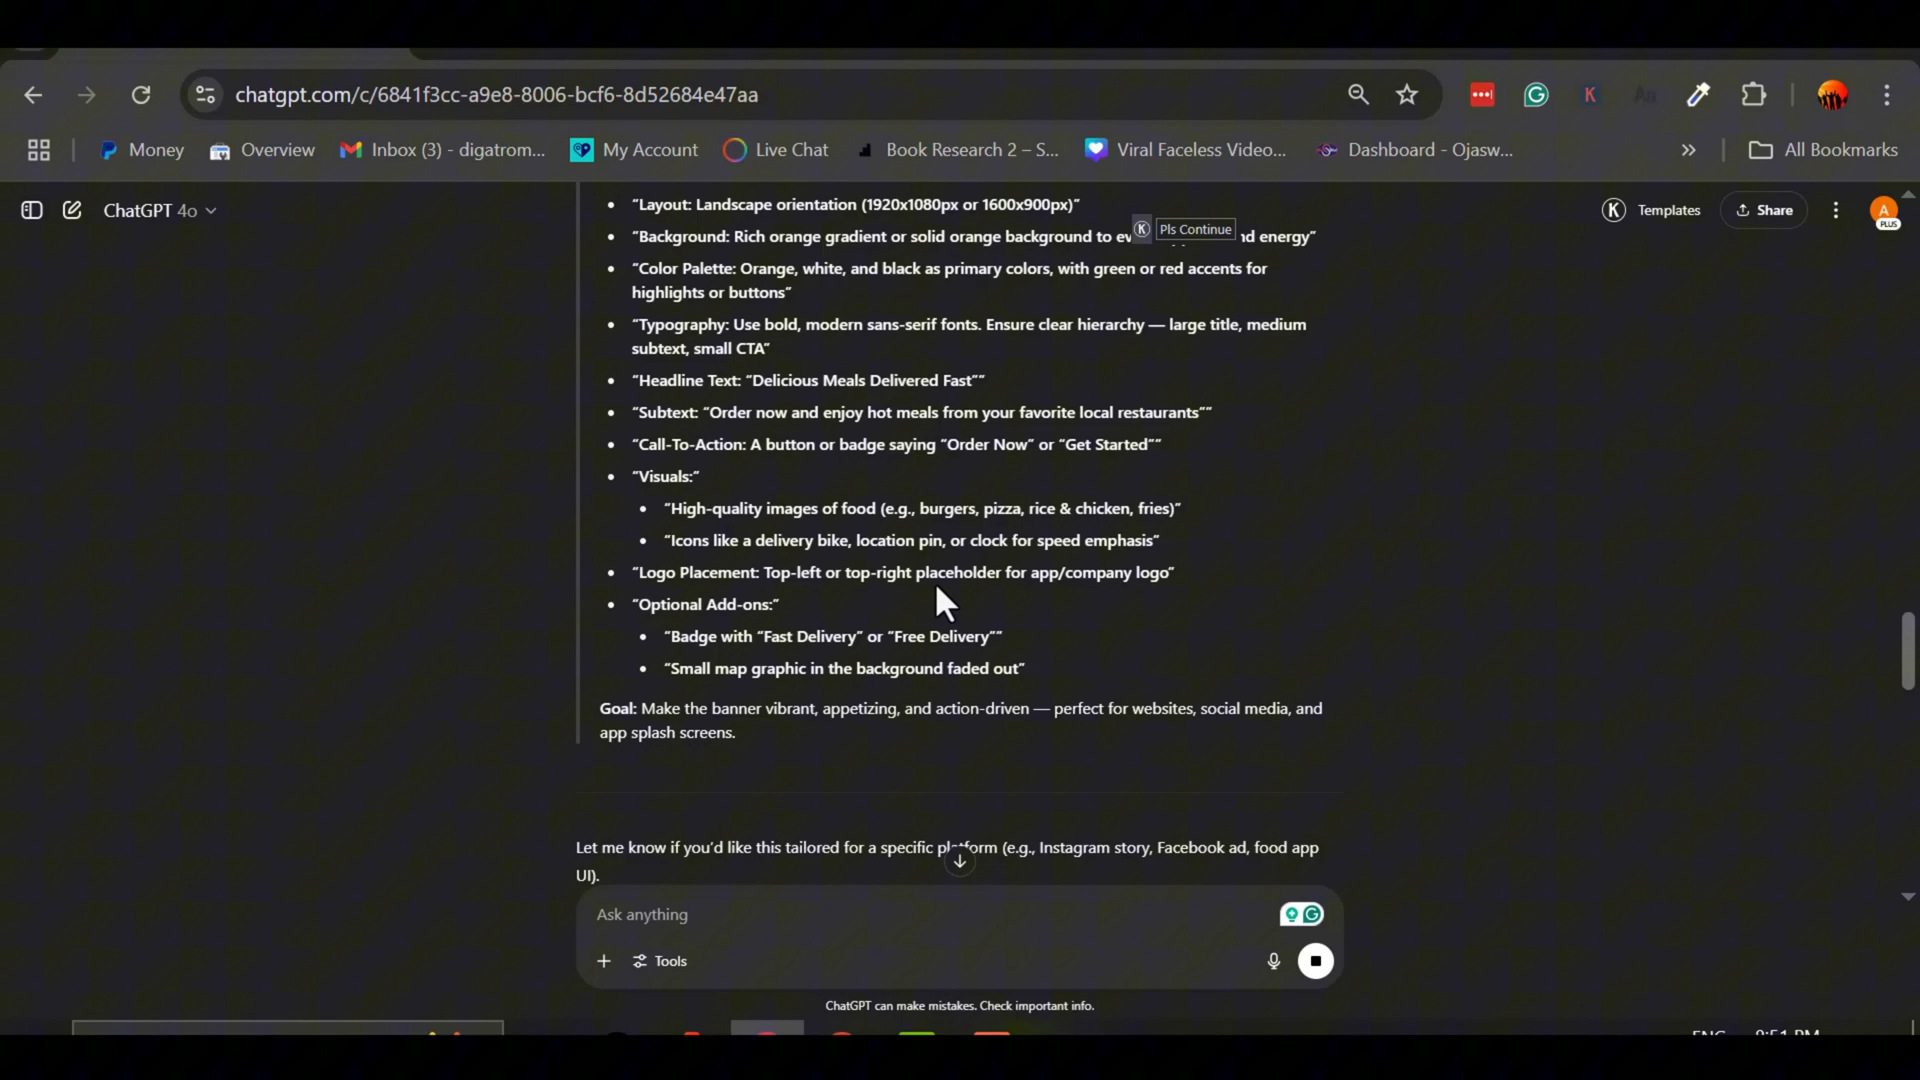 chatgpt.com/c/6841f3cc-a9e8-8006-bcf6-8d52684e47aa
Money
Overview
Inbox (3) - digatrom...
My Account
Live Chat
Book Research 2 – S...
Viral Faceless Video...
Dashboard - Ojasw...
All Bookmarks
ChatGPT 4o
Templates
Share
A
PLUS
Pls Continue
• “Layout: Landscape orientation (1920x1080px or 1600x900px)”
• “Background: Rich orange gradient or solid orange background to energy”
• “Color Palette: Orange, white, and black as primary colors, with green or red accents for
highlights or buttons”
• “Typography: Use bold, modern sans-serif fonts. Ensure clear hierarchy — large title, medium
subtext, small CTA”
• “Headline Text: “Delicious Meals Delivered Fast””
• “Subtext: “Order now and enjoy hot meals from your favorite local restaurants””
• “Call-To-Action: A button or badge saying “Order Now” or “Get Started””
• “Visuals:”
• “High-quality images of food (e.g., burgers, pizza, rice & chicken, fries)”
• “Icons like a delivery bike, location pin, or clock for speed emphasis”
• “Logo Placement: Top-left or top-right placeholder for app/company logo”
• “Optional Add-ons:”
• “Badge with “Fast Delivery” or “Free Delivery””
• “Small map graphic in the background faded out”
Goal: Make the banner vibrant, appetizing, and action-driven — perfect for websites, social media, and
app splash screens.
Let me know if you’d like this tailored for a specific platform (e.g., Instagram story, Facebook ad, food app
UI).
Ask anything
Tools
ChatGPT can make mistakes. Check important info.